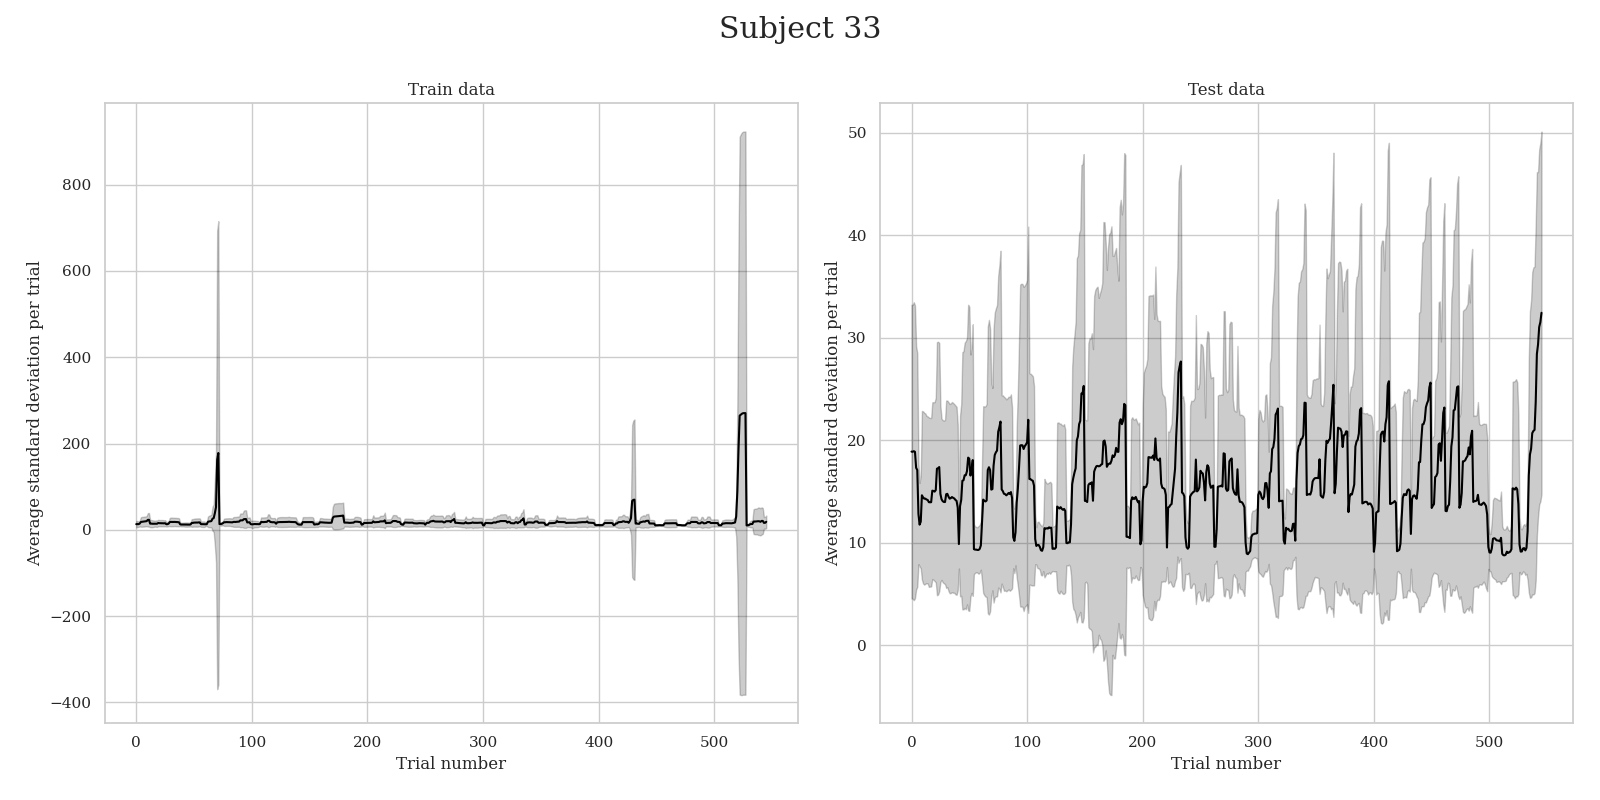 Subject 33
Train data
Average standard deviation per trial
800
600
400
200
0
−200
−400
0 100 200 300 400 500
Trial number
Test data
Average standard deviation per trial
50
40
30
20
10
0
0 100 200 300 400 500
Trial number